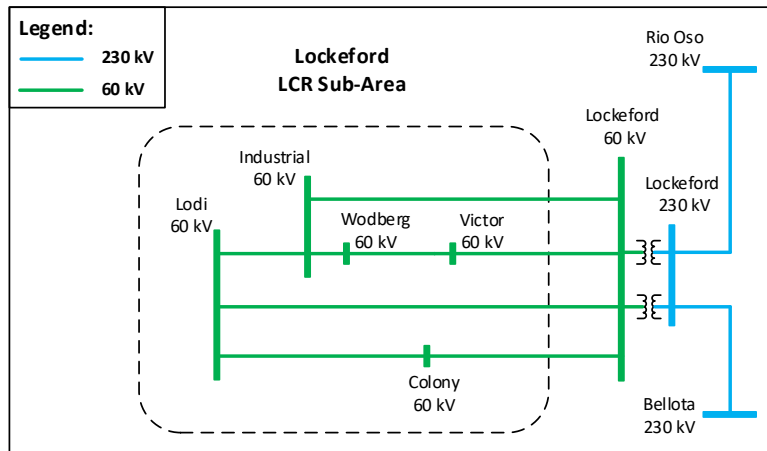 Legend:
230 kV
60 kV
Lockeford
LCR Sub-Area
Rio Oso
230 kV
Lockeford
60 kV
Industrial
60 kV
Lockeford
230 kV
Lodi
60 kV
Wodberg
60 kV
Victor
60 kV
Colony
60 kV
Bellota
230 kV